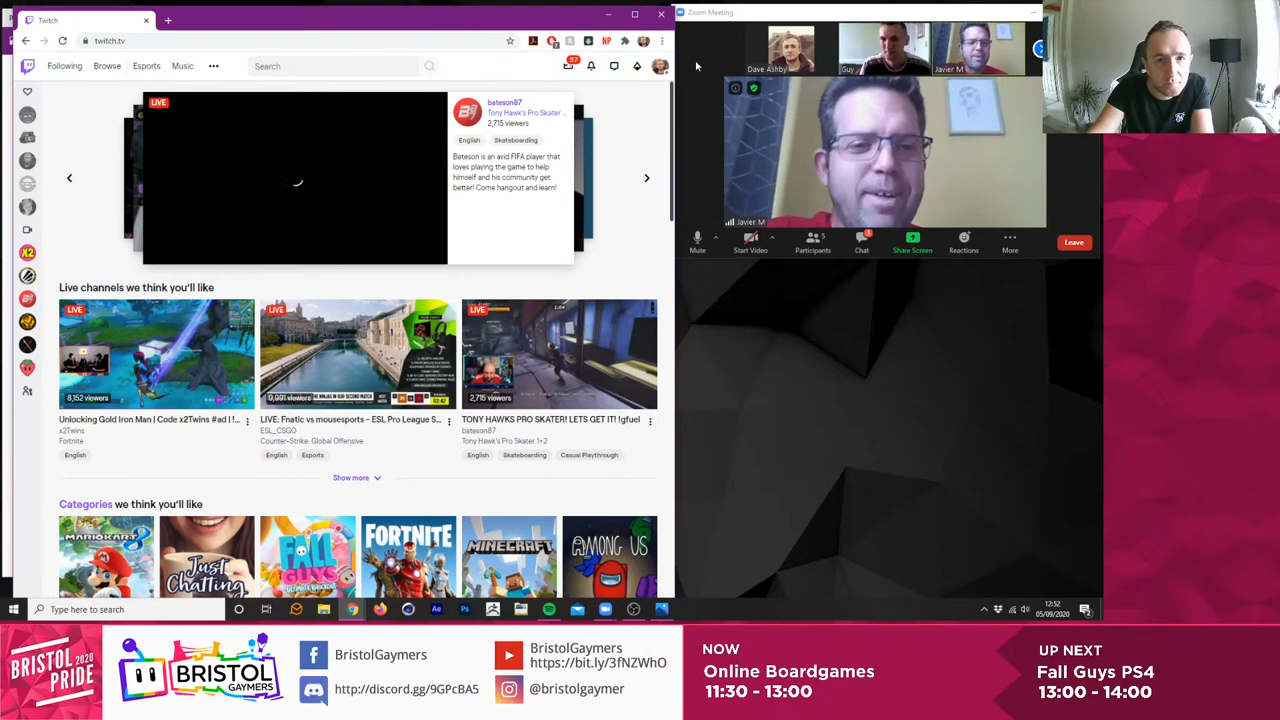 Twitch
twitch.tv
Following
Browse
Esports
Music
Search
37
LIVE
bateson87
Tony Hawk's Pro Skater ..
2,715 viewers
English
Skateboarding
Bateson is an avid FIFA player that
loves playing the game to help
himself and his community get
better! Come hangout and learn!
Live channels we think you'll like
LIVE
8,152 viewers
LIVE
9,991 viewers
LIVE
2,715 viewers
Unlocking Gold Iron Man | Code x2Twins #ad | !...
x2Twins
Fortnite
English
LIVE: Fnatic vs mousesports - ESL Pro League S...
ESL_CSGO
Counter-Strike: Global Offensive
English
Esports
TONY HAWKS PRO SKATER! LETS GET IT! !gfuel
bateson87
Tony Hawk's Pro Skater 1+2
English
Skateboarding
Casual Playthrough
Show more
Categories we think you'll like
MARIOKART 8
JUST Chatting
FALL GUYS
FORTNITE
MINECRAFT
AMONG US
Zoom Meeting
Dave Ashby
Guy
Javier M
Javier M
Mute
Start Video
Participants
5
Chat
Share Screen
Reactions
More
Leave
Type here to search
12:52
05/09/2020
BRISTOL 2020
PRIDE
BRISTOL
GAYMERS
BristolGaymers
http://discord.gg/9GPcBA5
BristolGaymers
https://bit.ly/3fNZWhO
@bristolgaymer
NOW
Online Boardgames
11:30 - 13:00
UP NEXT
Fall Guys PS4
13:00 - 14:00